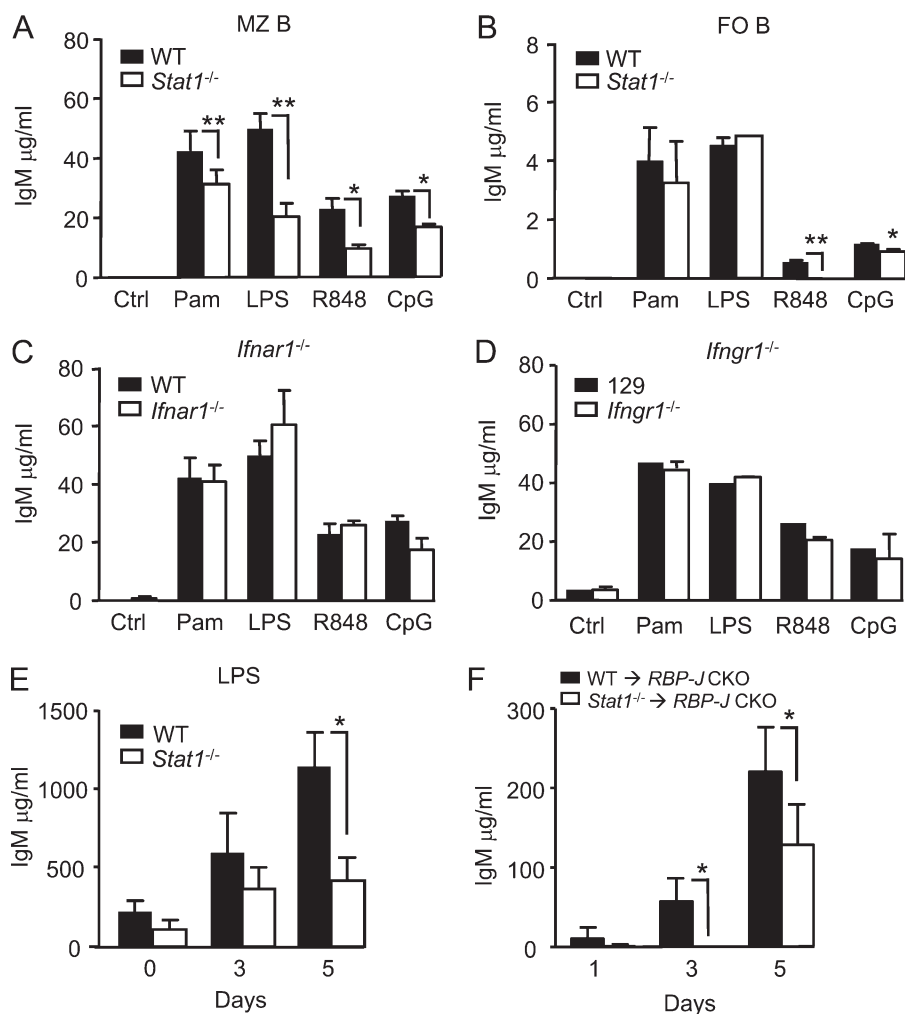 A
MZ B
80
60
40
20
0
IgM µg/ml
WT
Stat1-/-
**
**
*
*
Ctrl Pam LPS R848 CpG
B
FO B
8
6
4
2
0
IgM µg/ml
WT
Stat1-/-
**
*
Ctrl Pam LPS R848 CpG
C
Ifnar1-/-
80
60
40
20
0
IgM µg/ml
WT
Ifnar1-/-
Ctrl Pam LPS R848 CpG
D
Ifngr1-/-
80
60
40
20
0
IgM µg/ml
129
Ifngr1-/-
Ctrl Pam LPS R848 CpG
E
LPS
1500
1000
500
0
IgM µg/ml
WT
Stat1-/-
*
0 3 5
Days
F
WT → RBP-J CKO
Stat1-/- → RBP-J CKO
300
200
100
0
IgM µg/ml
*
*
1 3 5
Days